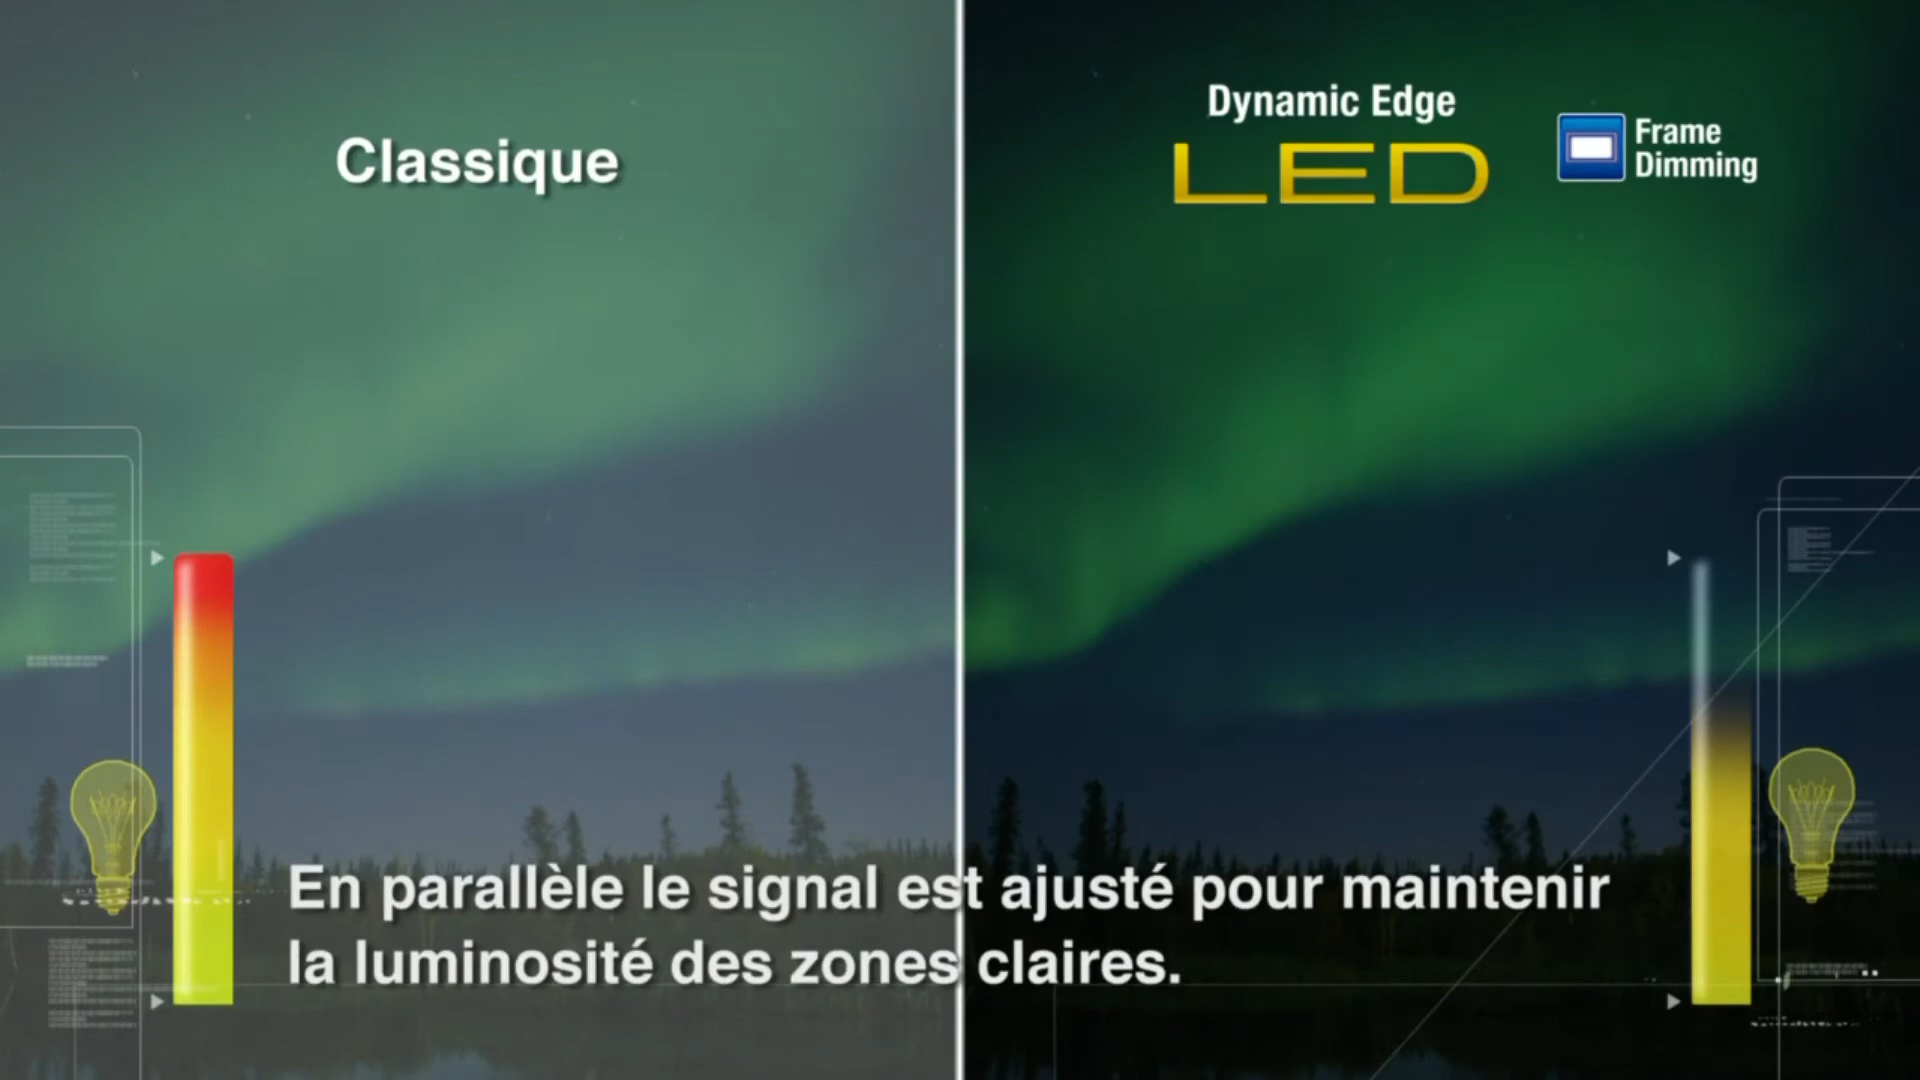 Classique
Dynamic Edge
LED
Frame
Dimming
En parallèle le signal est ajusté pour maintenir
la luminosité des zones claires.